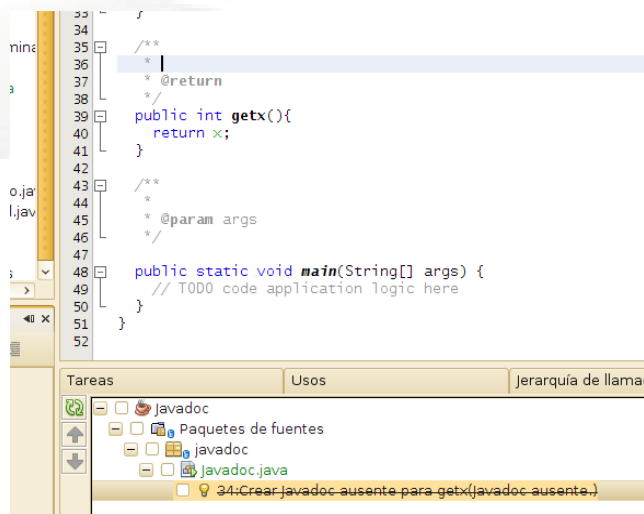 33 }
34
35 /**
36 *
37 * @return
38 */
39 public int getx(){
40 return x;
41 }
42
43 /**
44 *
45 * @param args
46 */
47
48 public static void main(String[] args) {
49 // TODO code application logic here
50 }
51 }
52
Tareas Usos Jerarquía de llama
Javadoc
Paquetes de fuentes
javadoc
Javadoc.java
34:Crear Javadoc ausente para getx(Javadoc ausente.)